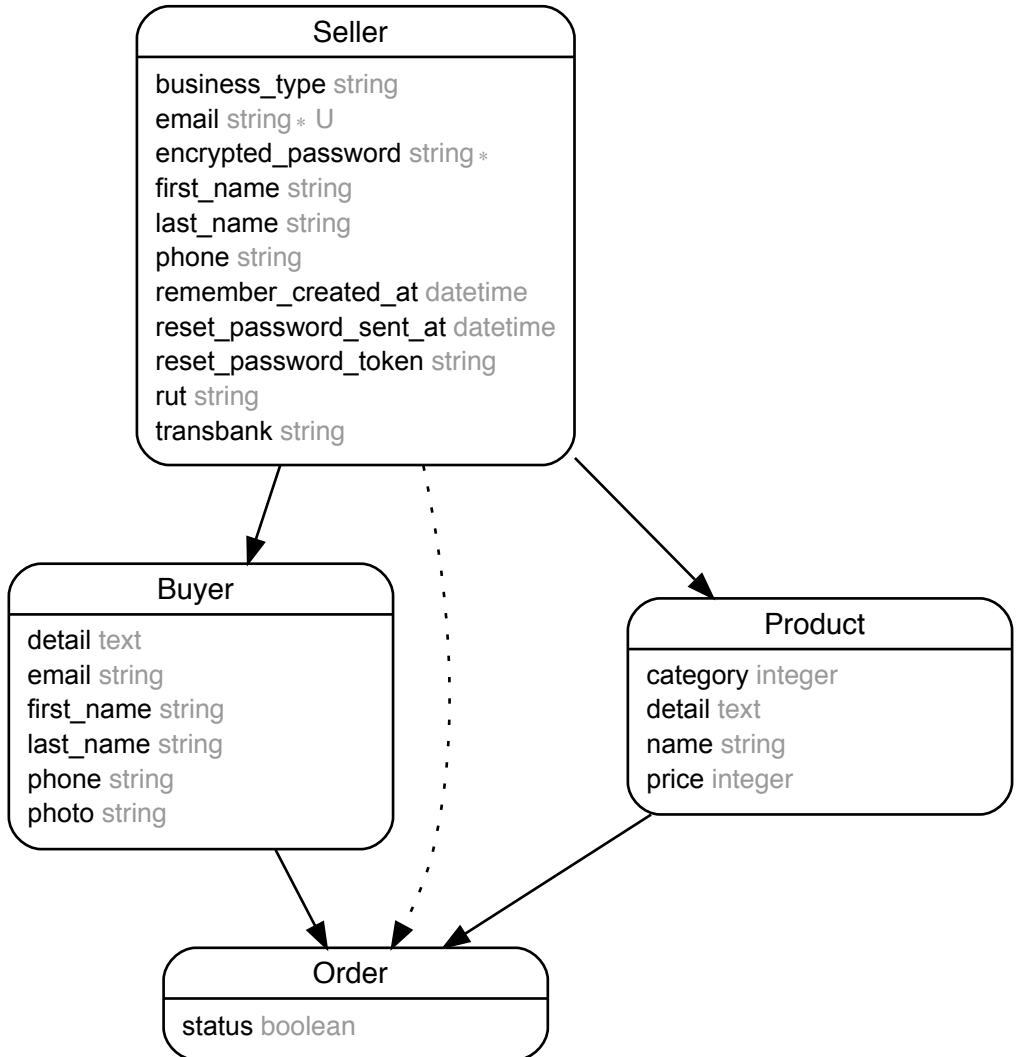 Seller
business_type string
email string∗ U
encrypted_password string∗
first_name string
last_name string
phone string
remember_created_at datetime
reset_password_sent_at datetime
reset_password_token string
rut string
transbank string
Buyer
detail text
email string
first_name string
last_name string
phone string
photo string
Product
category integer
detail text
name string
price integer
Order
status boolean